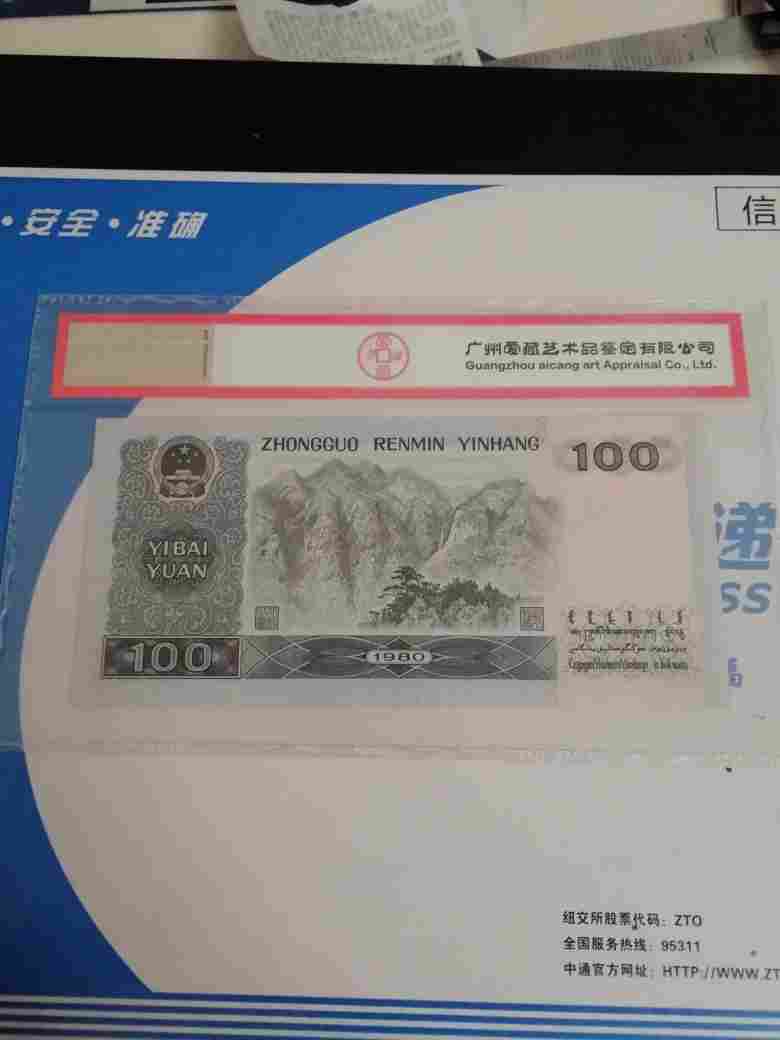 ·安全·准确
信
广州爱藏艺术品鉴定有限公司
Guangzhou aicang art Appraisal Co., Ltd.
ZHONGGUO RENMIN YINHANG
100
YIBAI
YUAN
递
SS
100
1980
纽交所股票代码：ZTO
全国服务热线：95311
中通官方网址：HTTP://WWW.ZT